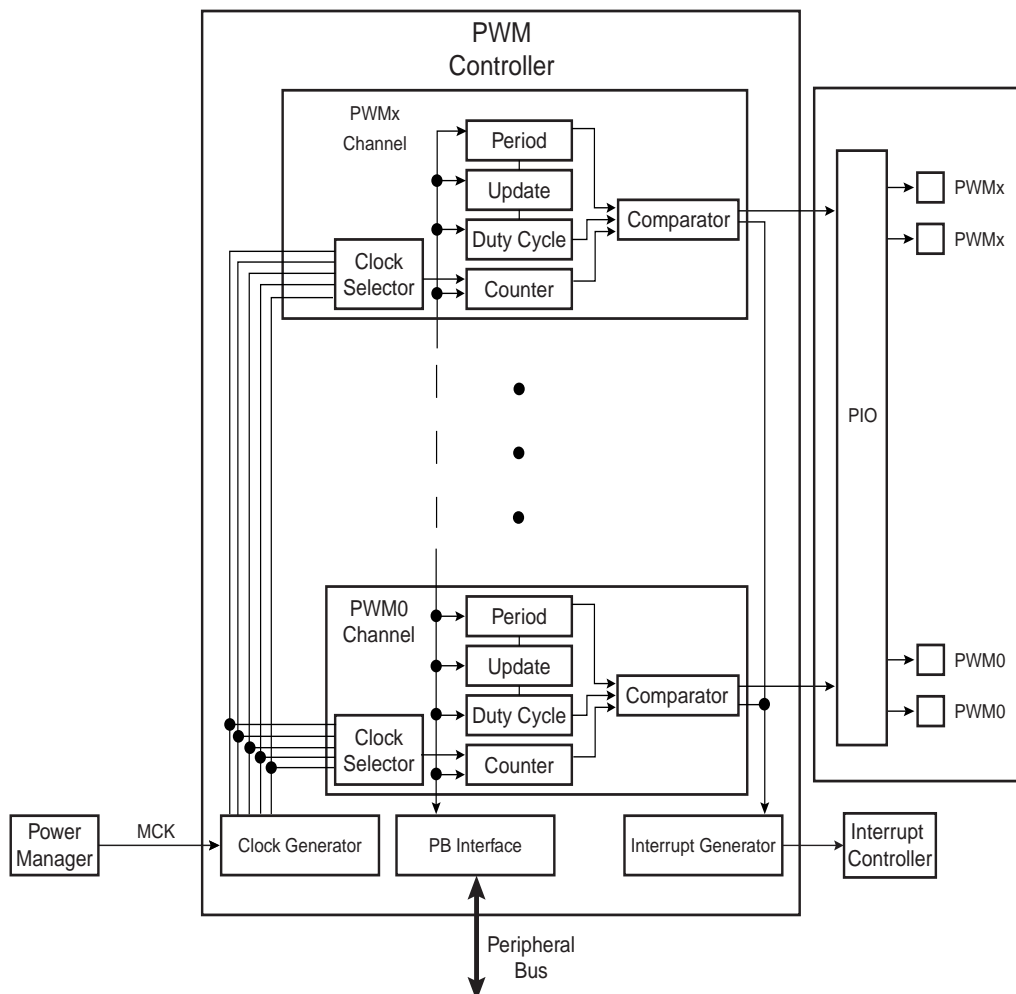 PWM
Controller
PWMx
Channel
Period
Update
Duty Cycle
Comparator
Clock
Selector
Counter
PIO
PWMx
PWMx
PWM0
Channel
Period
Update
Duty Cycle
Comparator
Clock
Selector
Counter
PWM0
PWM0
Power
Manager
MCK
Clock Generator
PB Interface
Interrupt Generator
Interrupt
Controller
Peripheral
Bus